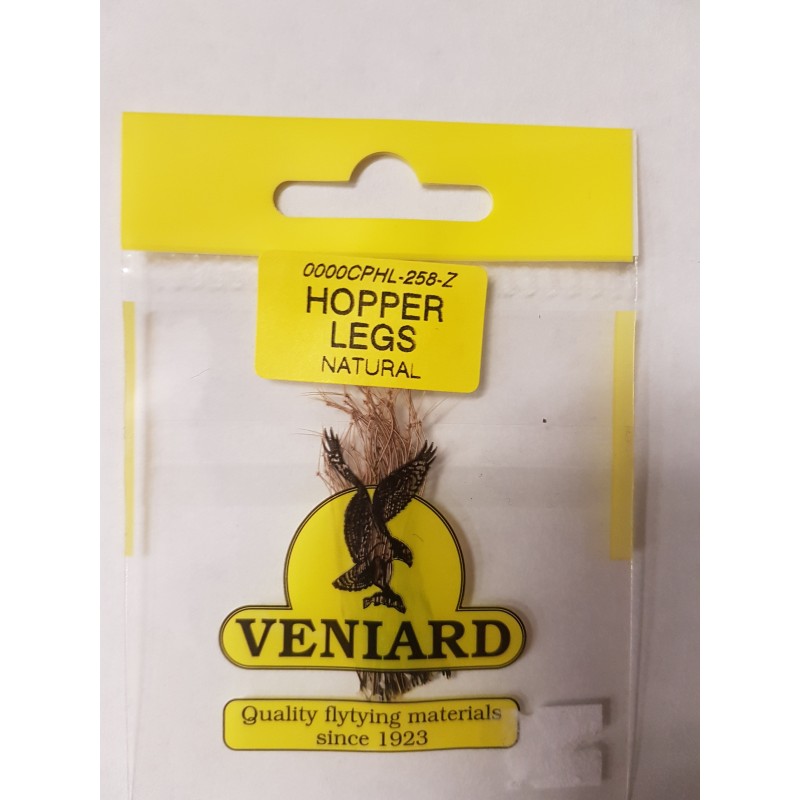 0000CPHL-258-Z
HOPPER
LEGS
NATURAL
VENIARD
Quality flytying materials
since 1923